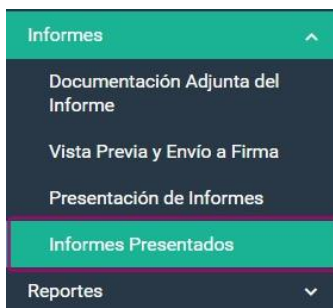 Informes
Documentación Adjunta del
Informe
Vista Previa y Envío a Firma
Presentación de Informes
Informes Presentados
Reportes